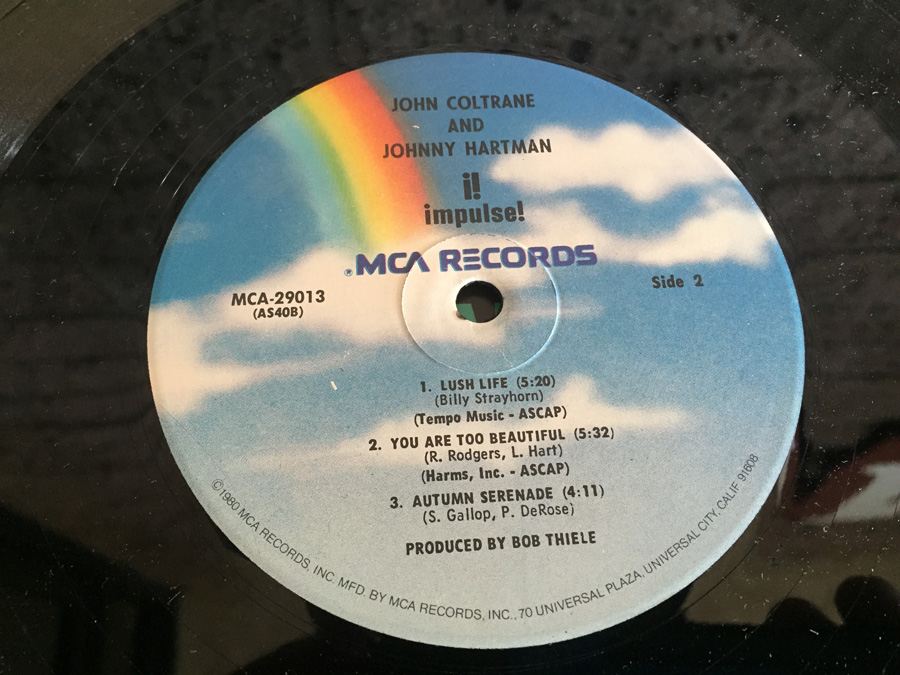 JOHN COLTRANE
AND
JOHNNY HARTMAN
i!
impulse!
®MCA RECORDS
MCA-29013
(AS40B)
Side 2
1. LUSH LIFE (5:20)
(Billy Strayhorn)
(Tempo Music - ASCAP)
2. YOU ARE TOO BEAUTIFUL (5:32)
(R. Rodgers, L. Hart)
(Harms, Inc. - ASCAP)
3. AUTUMN SERENADE (4:11)
(S. Gallop, P. DeRose)
PRODUCED BY BOB THIELE
©1980 MCA RECORDS, INC. MFD. BY MCA RECORDS, INC., 70 UNIVERSAL PLAZA, UNIVERSAL CITY, CALIF. 91608